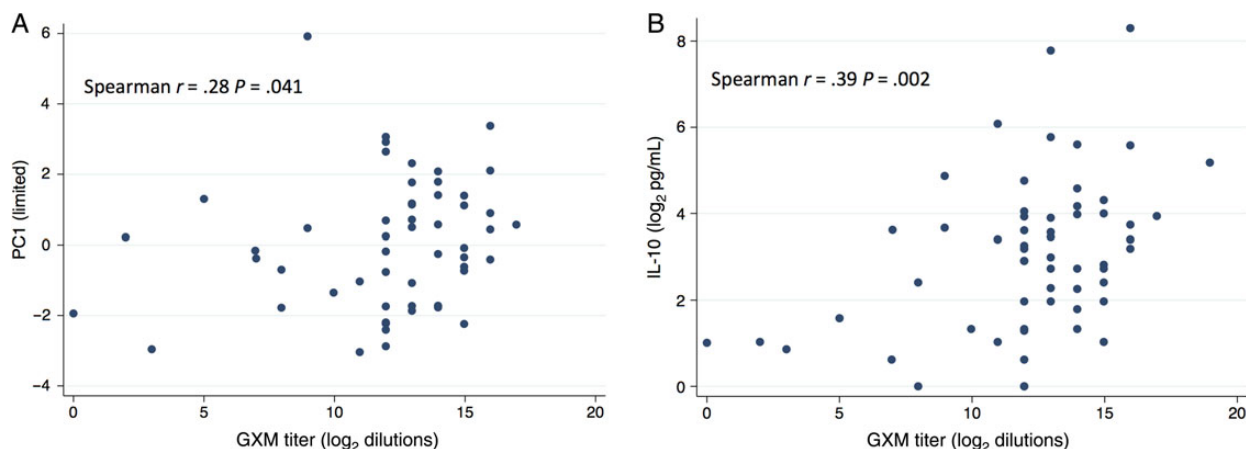 A
Spearman r = .28 P = .041
PC1 (limited)
6
4
2
0
−2
−4
0 5 10 15 20
GXM titer (log₂ dilutions)
B
Spearman r = .39 P = .002
IL-10 (log₂ pg/mL)
8
6
4
2
0
0 5 10 15 20
GXM titer (log₂ dilutions)